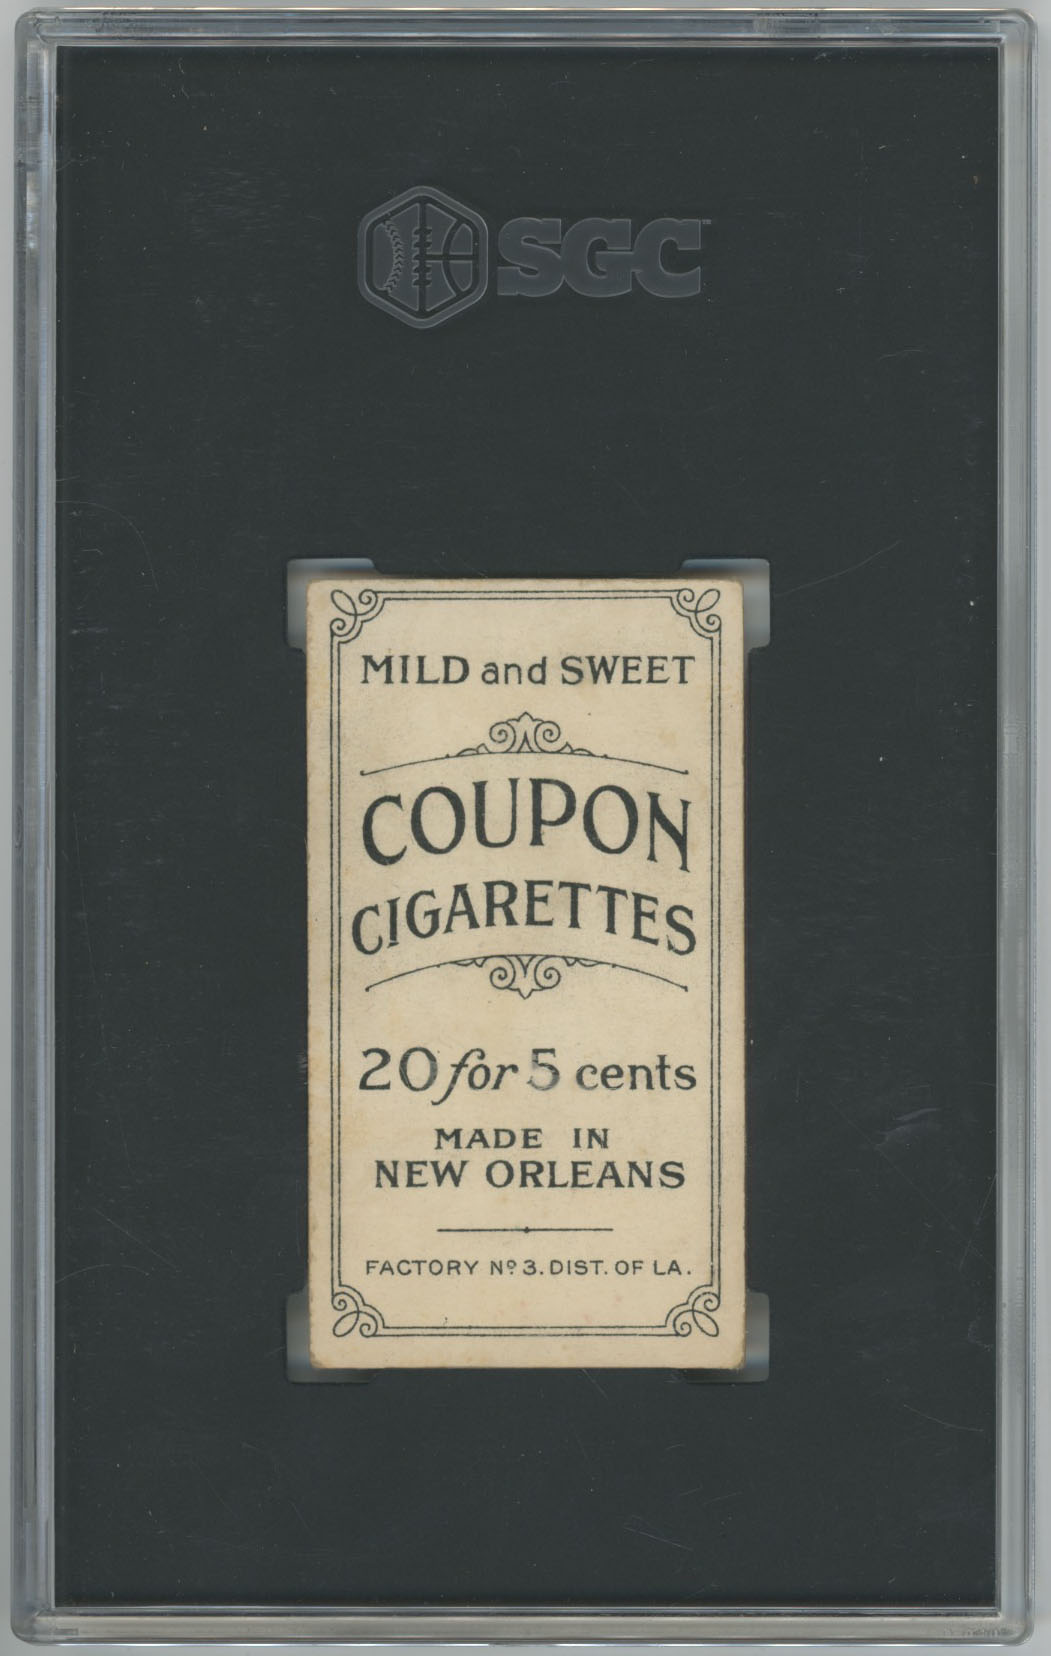 SGC™
MILD and SWEET
COUPON
CIGARETTES
20 for 5 cents
MADE IN
NEW ORLEANS
FACTORY Nº 3. DIST. OF LA.